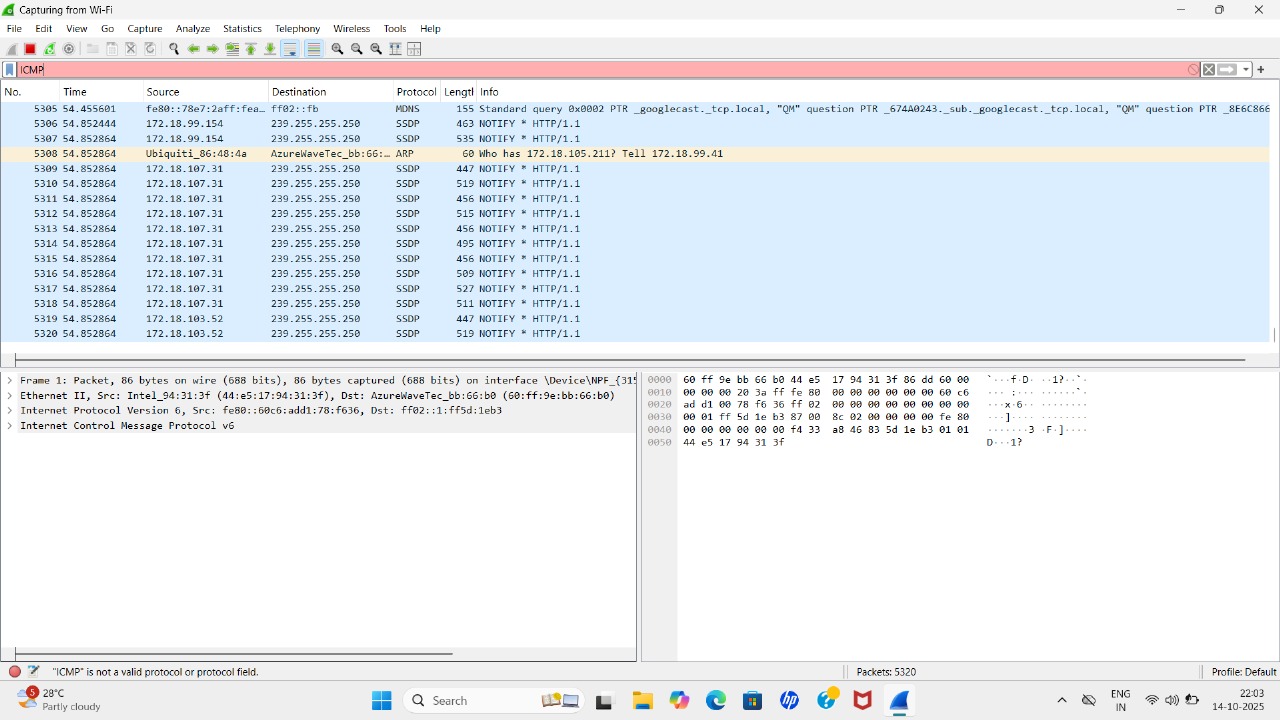 Capturing from Wi-Fi
File Edit View Go Capture Analyze Statistics Telephony Wireless Tools Help
ICMP
No. Time Source Destination Protocol Lengtl Info
5305 54.455601 fe80::78e7:2aff:fea… ff02::fb MDNS 155 Standard query 0x0002 PTR _googlecast._tcp.local, "QM" question PTR _674A0243._sub._googlecast._tcp.local, "QM" question PTR _8E6C866
5306 54.852444 172.18.99.154 239.255.255.250 SSDP 463 NOTIFY * HTTP/1.1
5307 54.852864 172.18.99.154 239.255.255.250 SSDP 535 NOTIFY * HTTP/1.1
5308 54.852864 Ubiquiti_86:48:4a AzureWaveTec_bb:66:… ARP 60 Who has 172.18.105.211? Tell 172.18.99.41
5309 54.852864 172.18.107.31 239.255.255.250 SSDP 447 NOTIFY * HTTP/1.1
5310 54.852864 172.18.107.31 239.255.255.250 SSDP 519 NOTIFY * HTTP/1.1
5311 54.852864 172.18.107.31 239.255.255.250 SSDP 456 NOTIFY * HTTP/1.1
5312 54.852864 172.18.107.31 239.255.255.250 SSDP 515 NOTIFY * HTTP/1.1
5313 54.852864 172.18.107.31 239.255.255.250 SSDP 456 NOTIFY * HTTP/1.1
5314 54.852864 172.18.107.31 239.255.255.250 SSDP 495 NOTIFY * HTTP/1.1
5315 54.852864 172.18.107.31 239.255.255.250 SSDP 456 NOTIFY * HTTP/1.1
5316 54.852864 172.18.107.31 239.255.255.250 SSDP 509 NOTIFY * HTTP/1.1
5317 54.852864 172.18.107.31 239.255.255.250 SSDP 527 NOTIFY * HTTP/1.1
5318 54.852864 172.18.107.31 239.255.255.250 SSDP 511 NOTIFY * HTTP/1.1
5319 54.852864 172.18.103.52 239.255.255.250 SSDP 447 NOTIFY * HTTP/1.1
5320 54.852864 172.18.103.52 239.255.255.250 SSDP 519 NOTIFY * HTTP/1.1
Frame 1: Packet, 86 bytes on wire (688 bits), 86 bytes captured (688 bits) on interface \Device\NPF_{315
Ethernet II, Src: Intel_94:31:3f (44:e5:17:94:31:3f), Dst: AzureWaveTec_bb:66:b0 (60:ff:9e:bb:66:b0)
Internet Protocol Version 6, Src: fe80::60c6:add1:78:f636, Dst: ff02::1:ff5d:1eb3
Internet Control Message Protocol v6
0000 60 ff 9e bb 66 b0 44 e5 17 94 31 3f 86 dd 60 00 `···f·D· ··1?··`·
0010 00 00 00 20 3a ff fe 80 00 00 00 00 00 00 60 c6 ··· :··· ······`·
0020 ad d1 00 78 f6 36 ff 02 00 00 00 00 00 00 00 00 ···x·6·· ········
0030 00 01 ff 5d 1e b3 87 00 8c 02 00 00 00 00 fe 80 ···]···· ········
0040 00 00 00 00 00 00 f4 33 a8 46 83 5d 1e b3 01 01 ·······3 ·F·]····
0050 44 e5 17 94 31 3f D···1?
"ICMP" is not a valid protocol or protocol field. Packets: 5320 Profile: Default
5 28°C
Partly cloudy
Search
ENG
IN
22:03
14-10-2025